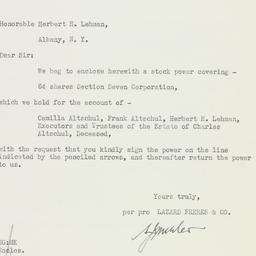 Honorable Herbert H. Lehman,
Albany, N. Y.
Dear Sir:
We beg to enclose herewith a stock power covering -
64 shares Section Seven Corporation,
which we hold for the account of -
Camilla Altschul, Frank Altschul, Herbert H. Lehman,
Executors and Trustees of the Estate of Charles
Altschul, Deceased,
with the request that you kindly sign the power on the line
indicated by the penciled arrows, and thereafter return the power
to us.
Yours truly,
per pro LAZARD FRERES & CO.